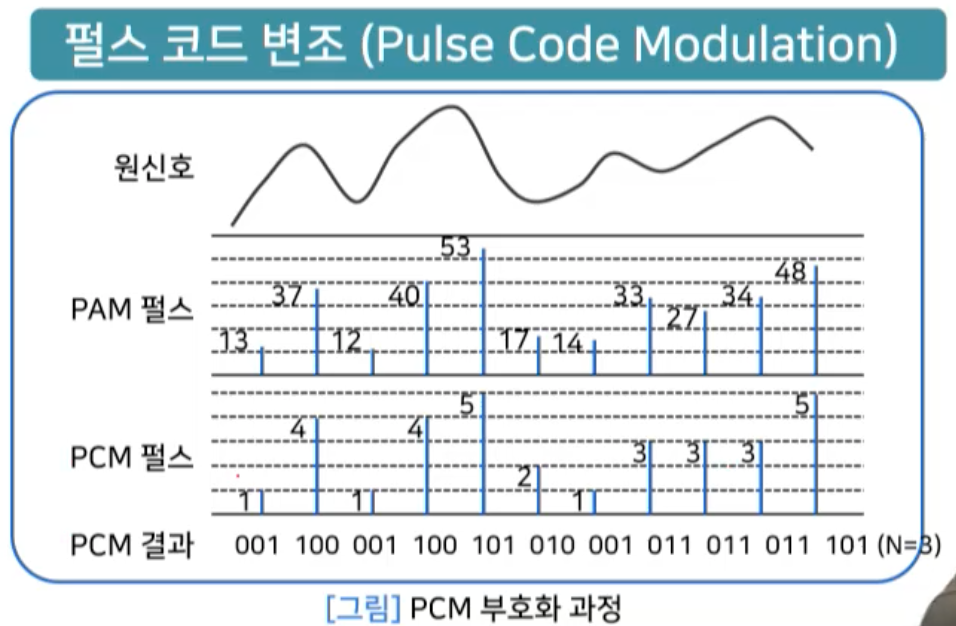 펄스 코드 변조 (Pulse Code Modulation)
원신호
PAM 펄스
13 37 12 40 53 17 14 33 27 34 48
PCM 펄스
1 4 1 4 5 2 1 3 3 3 5
PCM 결과 001 100 001 100 101 010 001 011 011 011 101 (N=3)
[그림] PCM 부호화 과정